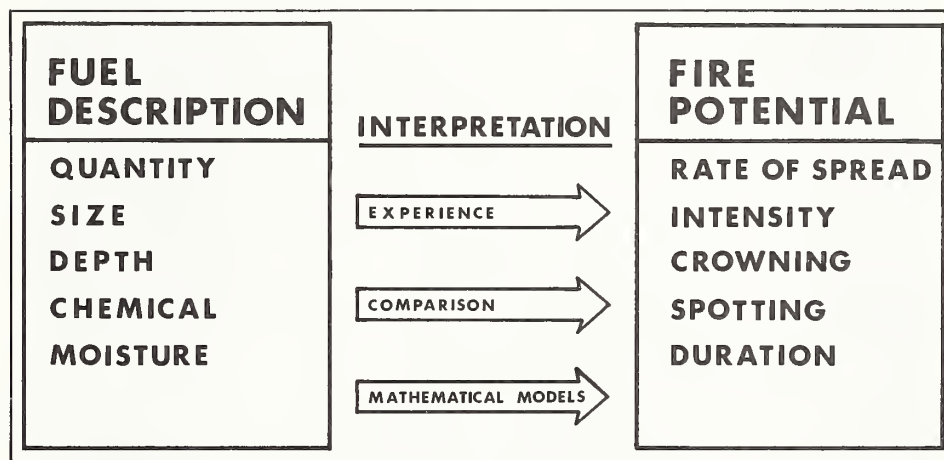 FUEL
DESCRIPTION
QUANTITY
SIZE
DEPTH
CHEMICAL
MOISTURE
INTERPRETATION
EXPERIENCE
COMPARISON
MATHEMATICAL MODELS
FIRE
POTENTIAL
RATE OF SPREAD
INTENSITY
CROWNING
SPOTTING
DURATION